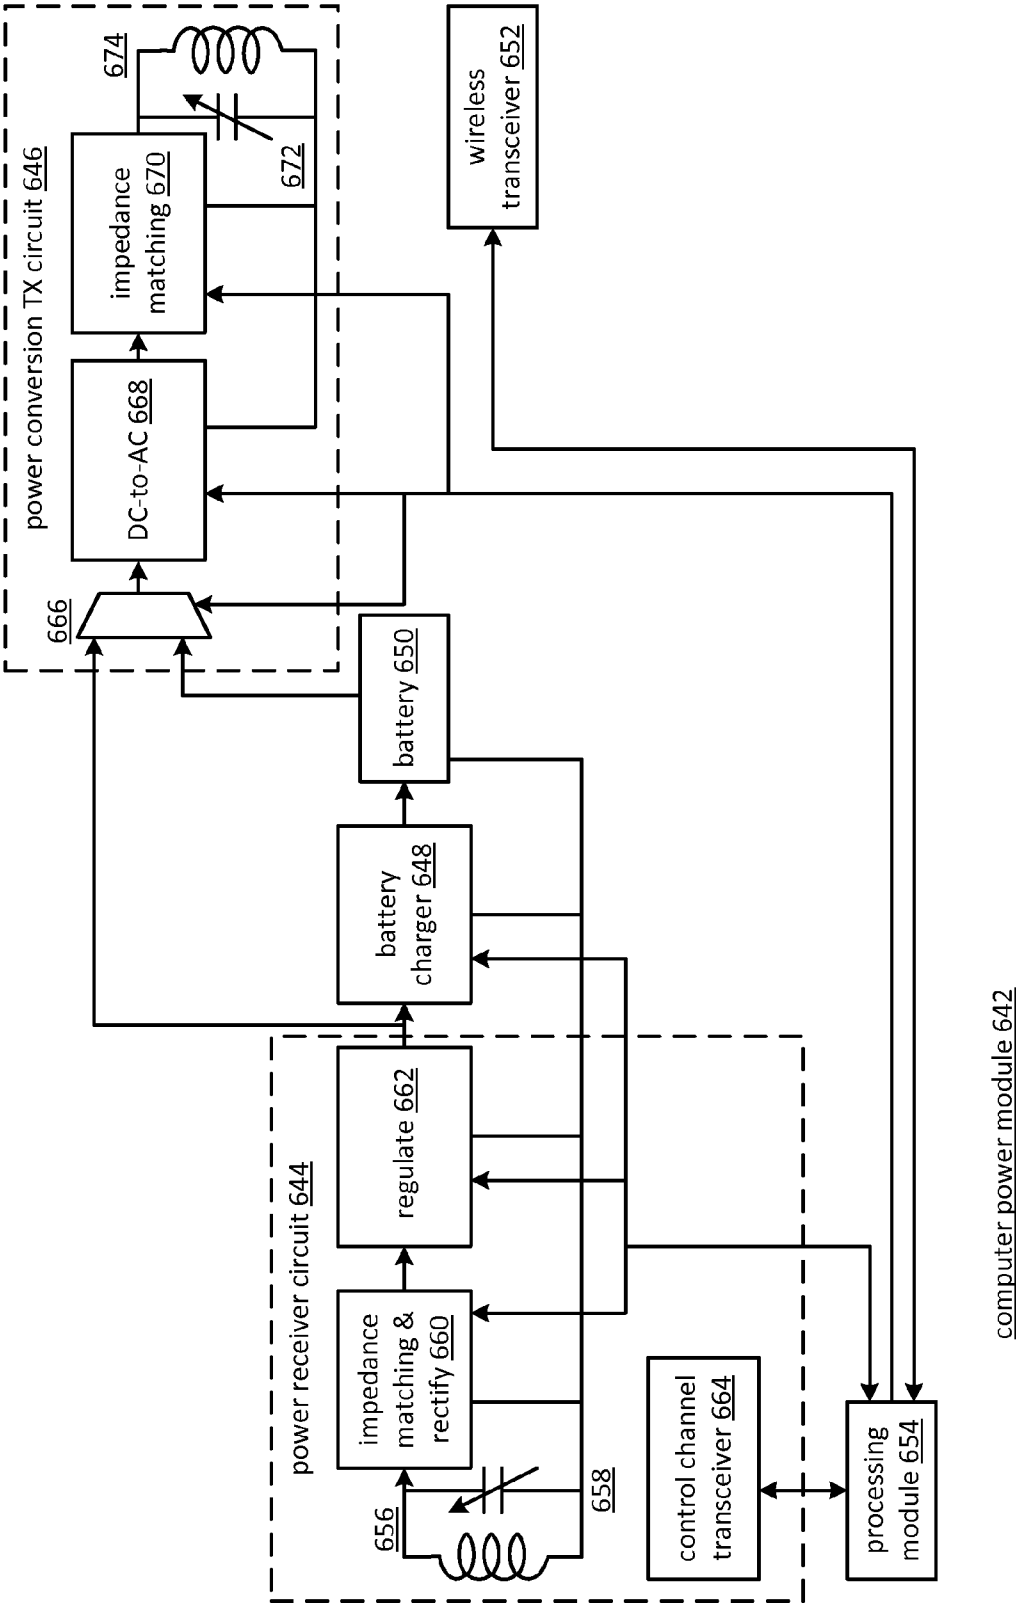 power conversion TX circuit 646
666
DC-to-AC 668
impedance
matching 670
672
674
wireless
transceiver 652
battery 650
battery
charger 648
power receiver circuit 644
regulate 662
impedance
matching &
rectify 660
656
658
control channel
transceiver 664
processing
module 654
computer power module 642